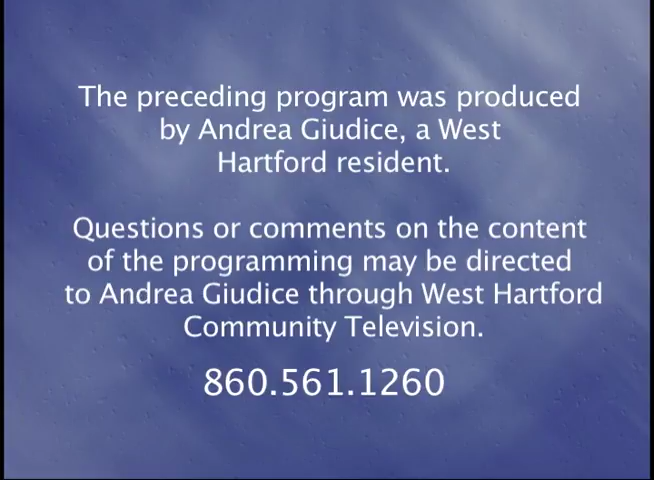 The preceding program was produced
by Andrea Giudice, a West
Hartford resident.
Questions or comments on the content
of the programming may be directed
to Andrea Giudice through West Hartford
Community Television.
860.561.1260